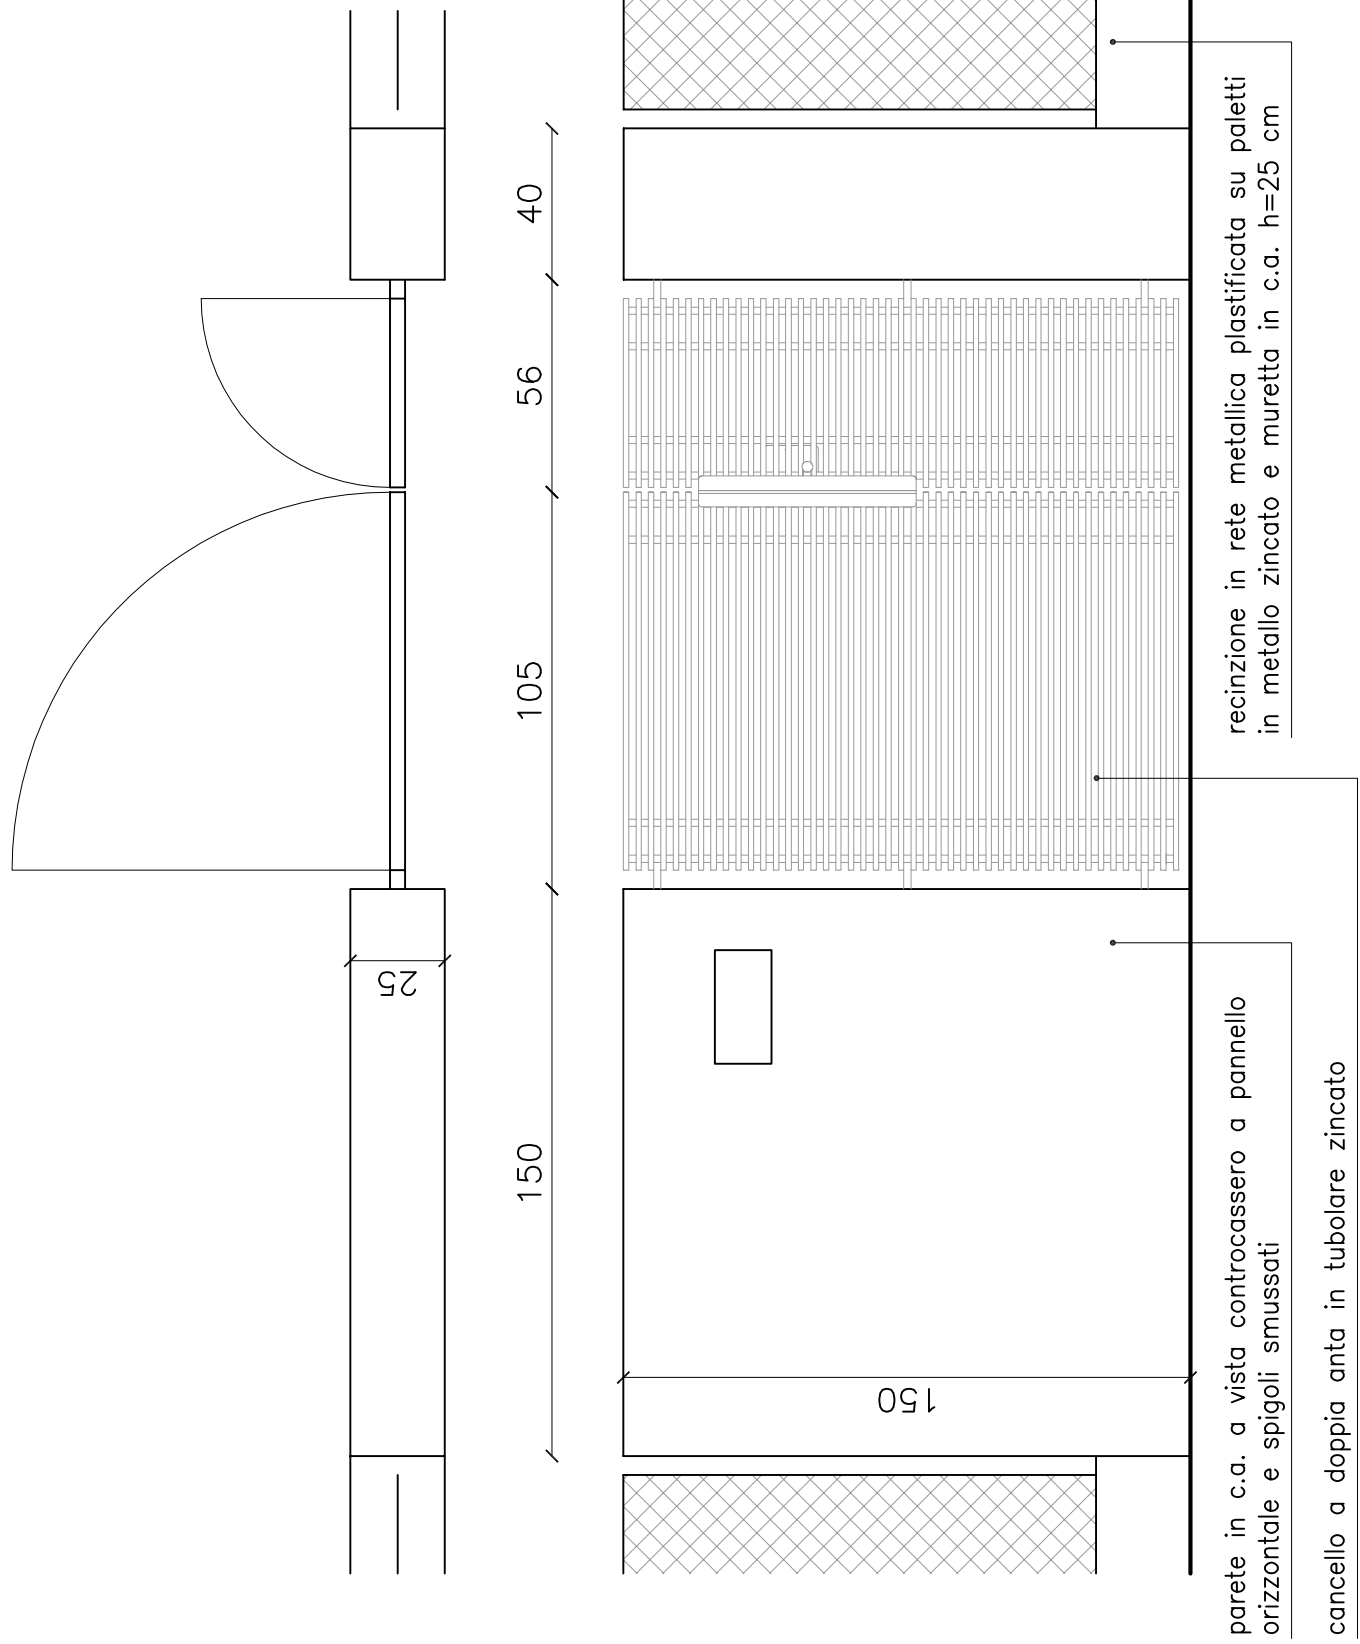 25
150
105
56
40
150
parete in c.a. a vista controcassero a pannello
orizzontale e spigoli smussati
cancello a doppia anta in tubolare zincato
recinzione in rete metallica plastificata su paletti
in metallo zincato e muretta in c.a. h=25 cm